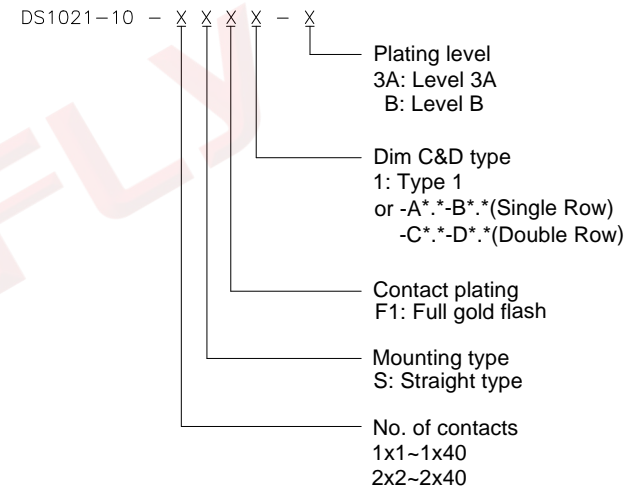 DS1021-10 - X X X X - X
Plating level
3A: Level 3A
B: Level B
Dim C&D type
1: Type 1
or -A*.*-B*.*(Single Row)
-C*.*-D*.*(Double Row)
Contact plating
F1: Full gold flash
Mounting type
S: Straight type
No. of contacts
1x1~1x40
2x2~2x40
FLY